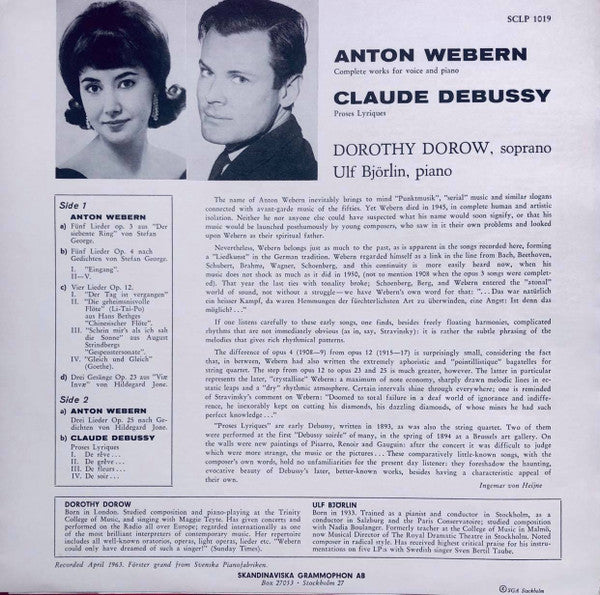 SCLP 1019
ANTON WEBERN
Complete works for voice and piano
CLAUDE DEBUSSY
Proses Lyriques
DOROTHY DOROW, soprano
Ulf Björlin, piano
Side 1
ANTON WEBERN
a) Fünf Lieder op. 3 aus "Der
siebente Ring" von Stefan
George.
b) Fünf Lieder Op. 4 nach
Gedichten von Stefan George.
I. "Eingang".
II—V.
c) Vier Lieder Op. 12.
I. "Der Tag ist vergangen"
II. "Die geheimsnivolle
Flöte" (Li-Tai-Po)
aus Hans Bethges
"Chinesischer Flöte".
III. "Schein mir's als ich sah
die Sonne" aus August
Strindbergs
"Gespenstersonate".
IV. "Gleich und Gleich"
(Goethe).
d) Drei Gesänge Op. 23 aus "Viæ
Inviæ" von Hildegard Jone.
Side 2
a) ANTON WEBERN
Drei Lieder Op. 25 nach Ge-
dichten von Hildegard Jone.
b) CLAUDE DEBUSSY
Proses Lyriques
I. De rêve...
II. De grève...
III. De fleurs...
IV. De soir...
The name of Anton Webern inevitably brings to mind "Punktmusik", "serial" music and similar slogans
connected with avant-garde music of the fifties. Yet Webern died in 1945, in complete human and artistic
isolation. Neither he nor anyone else could have suspected what his name would soon signify, or that his
music would be launched posthumously by young composers, who saw in it their own problems and looked
upon Webern as their spiritual father.
Nevertheless, Webern belongs just as much to the past, as is apparent in the songs recorded here, forming
a "Liedkunst" in the German tradition. Webern regarded himself as a link in the line from Bach, Beethoven,
Schubert, Brahms, Wagner, Schoenberg, and this continuity is more easily heard now, when his
music does not shock as much as it did in 1950, (not to mention 1908 when the opus 3 songs were complet-
ed). That year the last ties with tonality broke; Schoenberg, Berg, and Webern entered the "atonal"
world of sound, not without a struggle — we have Webern's own word for that: "... Das war natürlich
ein heisser Kampf, da waren Hemmungen der fürchterlichsten Art zu überwinden, eine Angst: Ist denn das
möglich?..."
If one listens carefully to these early songs, one finds, besides freely floating harmonies, complicated
rhythms that are not immediately obvious (as in, say, Stravinsky): it is rather the subtle phrasing of the
melodies that gives rich rhythmical patterns.
The difference of opus 4 (1908—9) from opus 12 (1915—17) is surprisingly small, considering the fact
that, in between, Webern had also written the extremely aphoristic and "pointillistique" bagatelles for
string quartet. The step from opus 12 to opus 23 and 25 is much greater, however. The latter in particular
represents the later, "crystalline" Webern: a maximum of note economy, sharply drawn melodic lines in ec-
static leaps and a "dry" rhythmic atmosphere. Certain intervals shine through everywhere; one is reminded
of Stravinsky's comment on Webern: "Doomed to total failure in a deaf world of ignorance and indiffe-
rence, he inexorably kept on cutting his diamonds, his dazzling diamonds, of whose mines he had such
perfect knowledge..."
"Proses Lyriques" are early Debussy, written in 1893, as was also the string quartet. Two of them
were performed at the first "Debussy soirée" of many, in the spring of 1894 at a Brussels art gallery. On
the walls were new paintings of Pisarro, Renoir and Gauguin: after the concert it was difficult to judge
which were more strange, the music or the pictures... These comparatively little-known songs, with the
composer's own words, hold no unfamiliarities for the present day listener: they foreshadow the haunting,
evocative beauty of Debussy's later, better-known works, besides having a characteristic appeal of
their own.
Ingemar von Heijne
DOROTHY DOROW
Born in London. Studied composition and piano-playing at the Trinity
College of Music, and singing with Maggie Teyte. Has given concerts and
performed on the Radio all over Europe; regarded internationally as one
of the most brilliant interpreters of contemporary music. Her repertoire
includes all well-known oratorios, operas, light operas, lieder etc. "Webern
could only have dreamed of such a singer!" (Sunday Times).
ULF BJÖRLIN
Born in 1933. Trained as a pianist and conductor in Stockholm, as a
conductor in Salzburg and the Paris Conservatoire; studied composition
with Nadia Boulanger. Formerly teacher at the College of Music in Malmö,
now Musical Director of The Royal Dramatic Theatre in Stockholm. Noted
composer in radical style. Has received highest critical praise for his instru-
mentations on five LP:s with Swedish singer Sven Bertil Taube.
Recorded April 1963. Förster grand from Svenska Pianofabriken.
SKANDINAVISKA GRAMMOPHON AB
Box 27053 - Stockholm 27
© SGA Stockholm